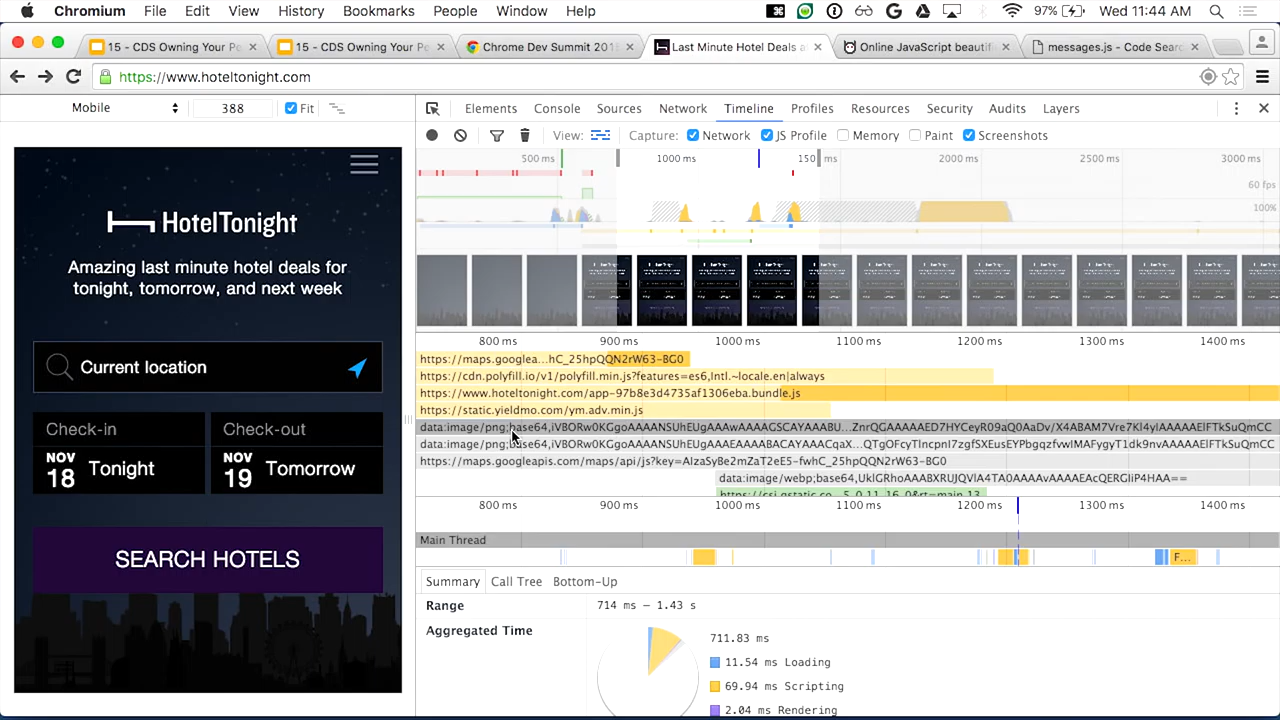 Chromium File Edit View History Bookmarks People Window Help 97% Wed 11:44 AM
15 - CDS Owning Your Pe
15 - CDS Owning Your Pe
Chrome Dev Summit 201
Last Minute Hotel Deals a
Online JavaScript beautif
messages.js - Code Searc
https://www.hoteltonight.com
Mobile 388 Fit
Elements Console Sources Network Timeline Profiles Resources Security Audits Layers
View: Capture: Network JS Profile Memory Paint Screenshots
500 ms 1000 ms 150 ms 2000 ms 2500 ms 3000 ms
60 fps
100%
HotelTonight
Amazing last minute hotel deals for
tonight, tomorrow, and next week
Current location
Check-in
NOV
18 Tonight
Check-out
NOV
19 Tomorrow
SEARCH HOTELS
800 ms 900 ms 1000 ms 1200 ms 1300 ms 1400 ms
https://maps.googlea...hC_25hpQQN2rW63-BG0
https://cdn.polyfill.io/v1/polyfill.min.js?features=es6,Intl.~locale.en|always
https://www.hoteltonight.com/app-97b8e3d4735af1306eba.bundle.js
https://static.yieldmo.com/ym.adv.min.js
https://maps.googleapis.com/maps/api/js?key=AIzaSyBe2mZaT2eE5-fwhC_25hpQQN2rW63-BG0
800 ms 900 ms 1000 ms 1200 ms 1300 ms 1400 ms
Main Thread
F...
Summary Call Tree Bottom-Up
Range 714 ms – 1.43 s
Aggregated Time
711.83 ms
11.54 ms Loading
69.94 ms Scripting
2.04 ms Rendering